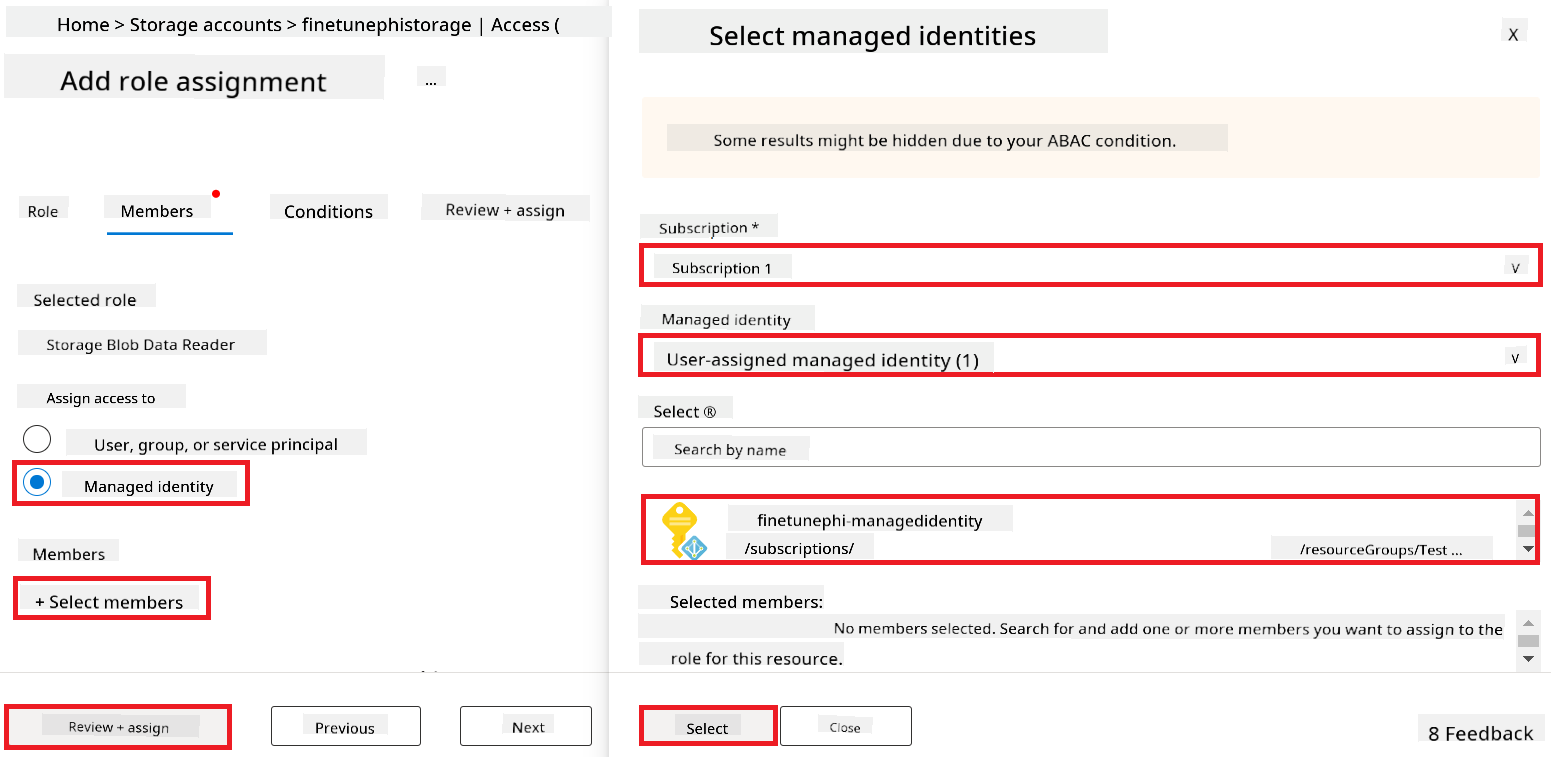 Home > Storage accounts > finetunephistorage | Access (
Add role assignment
...
Role
Members
Conditions
Review + assign
Selected role
Storage Blob Data Reader
Assign access to
User, group, or service principal
Managed identity
Members
+ Select members
Review + assign
Previous
Next
Select managed identities
X
Some results might be hidden due to your ABAC condition.
Subscription *
Subscription 1
v
Managed identity
User-assigned managed identity (1)
v
Select ®
Search by name
finetunephi-managedidentity
/subscriptions/ /resourceGroups/Test ...
Selected members:
No members selected. Search for and add one or more members you want to assign to the
role for this resource.
Select
Close
8 Feedback